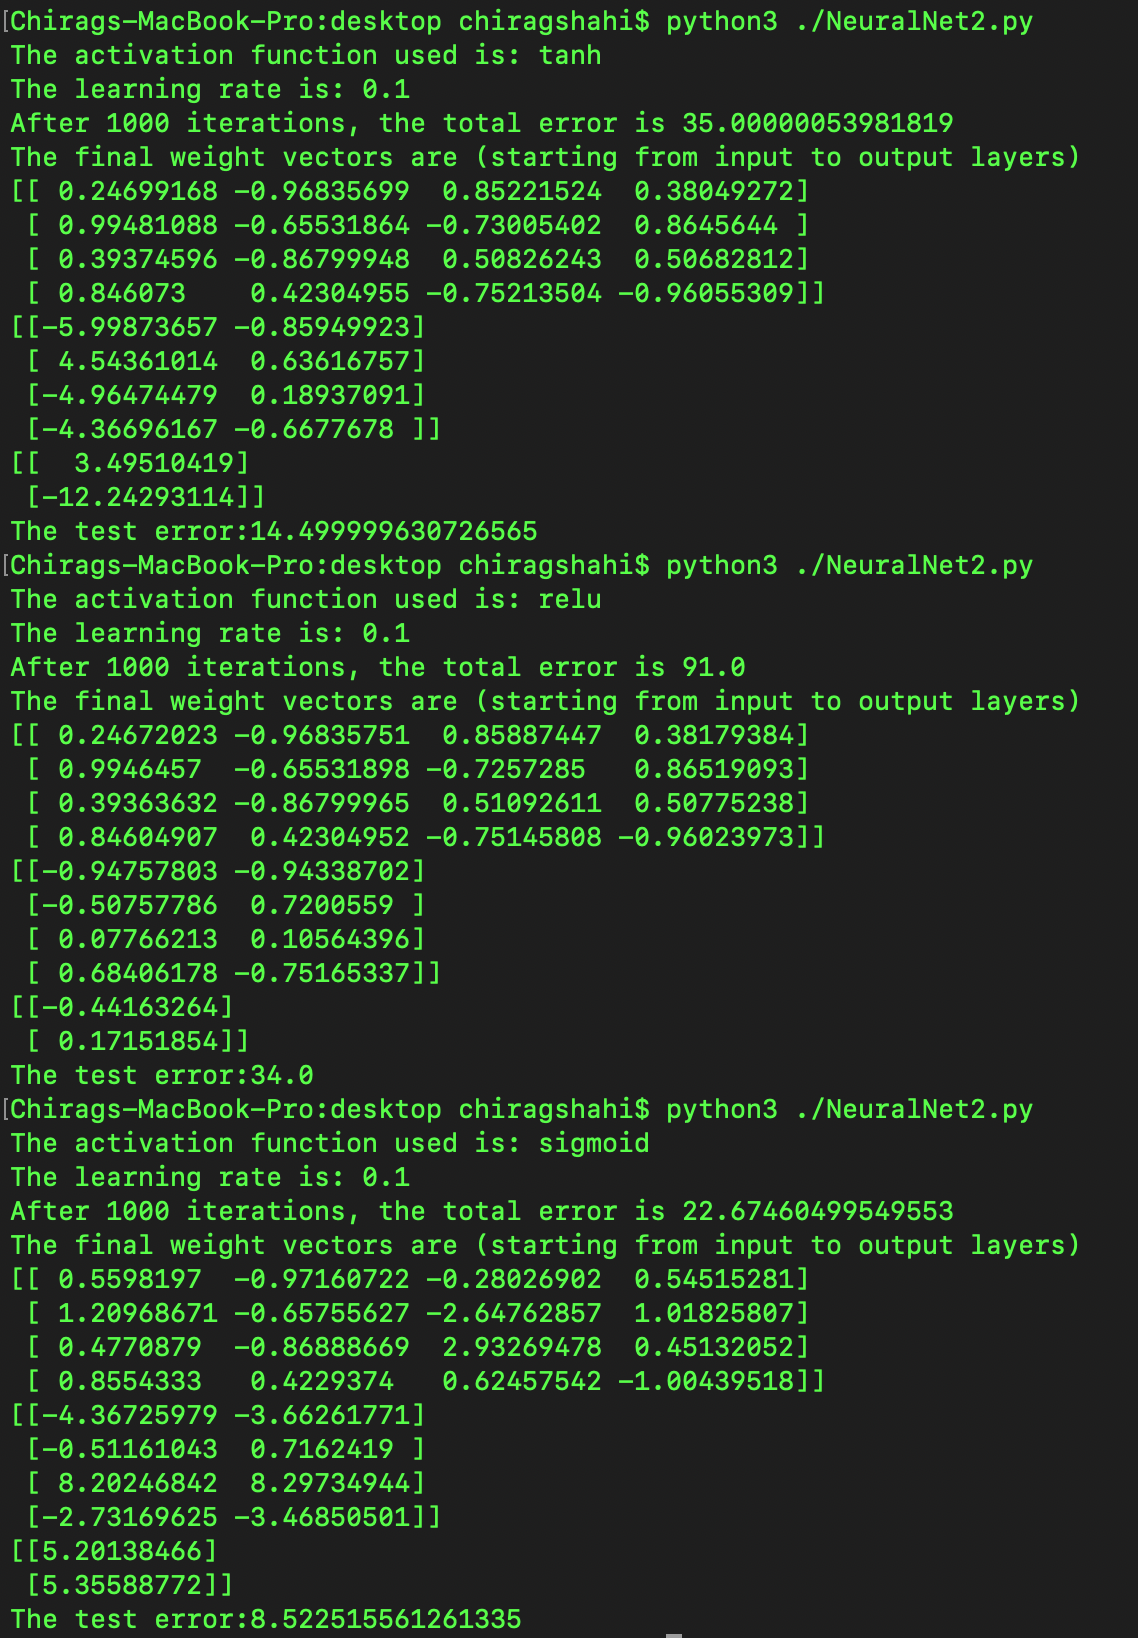 [Chirags-MacBook-Pro:desktop chiragshahi$ python3 ./NeuralNet2.py
The activation function used is: tanh
The learning rate is: 0.1
After 1000 iterations, the total error is 35.00000053981819
The final weight vectors are (starting from input to output layers)
[[ 0.24699168 -0.96835699  0.85221524  0.38049272]
 [ 0.99481088 -0.65531864 -0.73005402  0.8645644 ]
 [ 0.39374596 -0.86799948  0.50826243  0.50682812]
 [ 0.846073    0.42304955 -0.75213504 -0.96055309]]
[[-5.99873657 -0.85949923]
 [ 4.54361014  0.63616757]
 [-4.96474479  0.18937091]
 [-4.36696167 -0.6677678 ]]
[[  3.49510419]
 [-12.24293114]]
The test error:14.499999630726565
[Chirags-MacBook-Pro:desktop chiragshahi$ python3 ./NeuralNet2.py
The activation function used is: relu
The learning rate is: 0.1
After 1000 iterations, the total error is 91.0
The final weight vectors are (starting from input to output layers)
[[ 0.24672023 -0.96835751  0.85887447  0.38179384]
 [ 0.9946457  -0.65531898 -0.7257285   0.86519093]
 [ 0.39363632 -0.86799965  0.51092611  0.50775238]
 [ 0.84604907  0.42304952 -0.75145808 -0.96023973]]
[[-0.94757803 -0.94338702]
 [-0.50757786  0.7200559 ]
 [ 0.07766213  0.10564396]
 [ 0.68406178 -0.75165337]]
[[-0.44163264]
 [ 0.17151854]]
The test error:34.0
[Chirags-MacBook-Pro:desktop chiragshahi$ python3 ./NeuralNet2.py
The activation function used is: sigmoid
The learning rate is: 0.1
After 1000 iterations, the total error is 22.67460499549553
The final weight vectors are (starting from input to output layers)
[[ 0.5598197  -0.97160722 -0.28026902  0.54515281]
 [ 1.20968671 -0.65755627 -2.64762857  1.01825807]
 [ 0.4770879  -0.86888669  2.93269478  0.45132052]
 [ 0.8554333   0.4229374   0.62457542 -1.00439518]]
[[-4.36725979 -3.66261771]
 [-0.51161043  0.7162419 ]
 [ 8.20246842  8.29734944]
 [-2.73169625 -3.46850501]]
[[5.20138466]
 [5.35588772]]
The test error:8.522515561261335